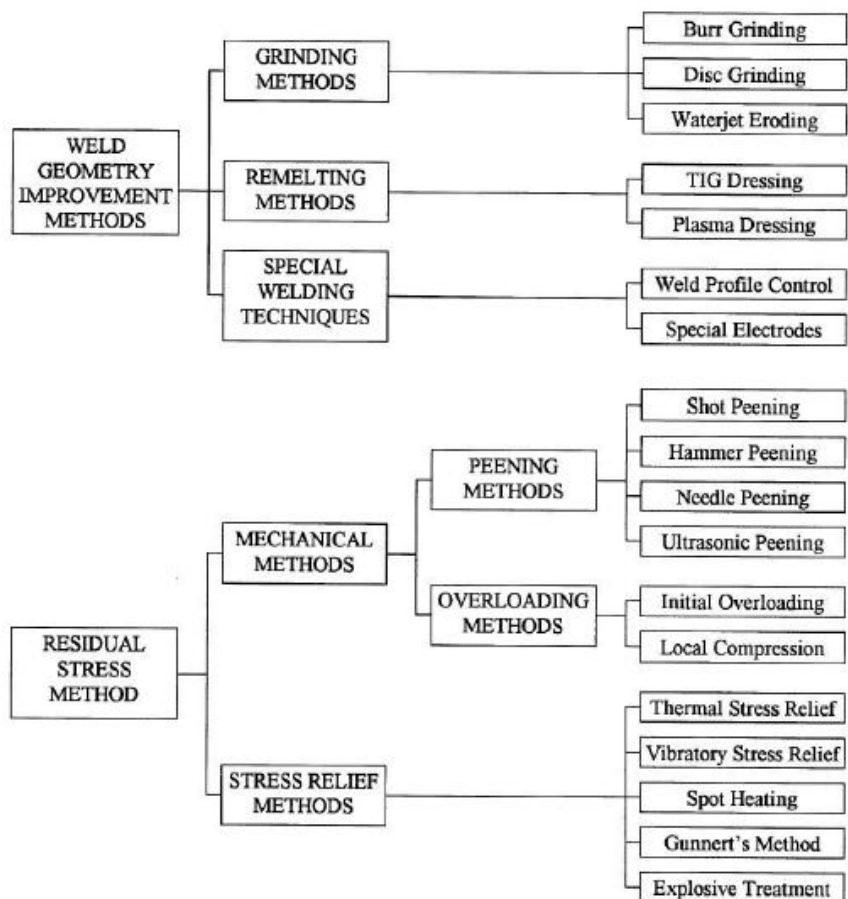 WELD
GEOMETRY
IMPROVEMENT
METHODS
GRINDING
METHODS
Burr Grinding
Disc Grinding
Waterjet Eroding
REMELTING
METHODS
TIG Dressing
Plasma Dressing
SPECIAL
WELDING
TECHNIQUES
Weld Profile Control
Special Electrodes
RESIDUAL
STRESS
METHOD
MECHANICAL
METHODS
PEENING
METHODS
Shot Peening
Hammer Peening
Needle Peening
Ultrasonic Peening
OVERLOADING
METHODS
Initial Overloading
Local Compression
STRESS RELIEF
METHODS
Thermal Stress Relief
Vibratory Stress Relief
Spot Heating
Gunnert's Method
Explosive Treatment